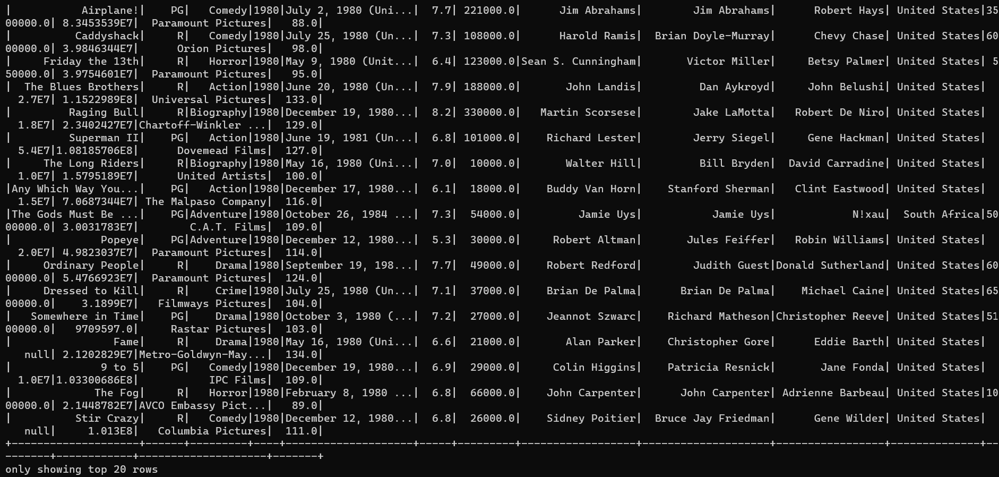 |            Airplane!|    PG|   Comedy|1980|July 2, 1980 (Uni...|  7.7| 221000.0|      Jim Abrahams|        Jim Abrahams|      Robert Hays| United States|35
00000.0| 8.3453539E7|  Paramount Pictures|   88.0|
|          Caddyshack|     R|   Comedy|1980|July 25, 1980 (Un...|  7.3| 108000.0|      Harold Ramis|  Brian Doyle-Murray|      Chevy Chase| United States|60
00000.0| 3.9846344E7|      Orion Pictures|   98.0|
|     Friday the 13th|     R|   Horror|1980|May 9, 1980 (Unit...|  6.4| 123000.0|Sean S. Cunningham|       Victor Miller|     Betsy Palmer| United States| 5
50000.0| 3.9754601E7|  Paramount Pictures|   95.0|
|  The Blues Brothers|     R|   Action|1980|June 20, 1980 (Un...|  7.9| 188000.0|       John Landis|         Dan Aykroyd|     John Belushi| United States|
  2.7E7| 1.1522989E8|  Universal Pictures|  133.0|
|         Raging Bull|     R|Biography|1980|December 19, 1980...|  8.2| 330000.0|   Martin Scorsese|        Jake LaMotta|   Robert De Niro| United States|
  1.8E7| 2.3402427E7|Chartoff-Winkler ...|  129.0|
|         Superman II|    PG|   Action|1980|June 19, 1981 (Un...|  6.8| 101000.0|    Richard Lester|        Jerry Siegel|     Gene Hackman| United States|
  5.4E7|1.08185706E8|      Dovemead Films|  127.0|
|     The Long Riders|     R|Biography|1980|May 16, 1980 (Uni...|  7.0|  10000.0|       Walter Hill|         Bill Bryden|  David Carradine| United States|
  1.0E7| 1.5795189E7|      United Artists|  100.0|
|Any Which Way You...|    PG|   Action|1980|December 17, 1980...|  6.1|  18000.0|    Buddy Van Horn|    Stanford Sherman|   Clint Eastwood| United States|
  1.5E7| 7.0687344E7| The Malpaso Company|  116.0|
|The Gods Must Be ...|    PG|Adventure|1980|October 26, 1984 ...|  7.3|  54000.0|         Jamie Uys|           Jamie Uys|            N!xau|  South Africa|50
00000.0| 3.0031783E7|        C.A.T. Films|  109.0|
|              Popeye|    PG|Adventure|1980|December 12, 1980...|  5.3|  30000.0|     Robert Altman|       Jules Feiffer|   Robin Williams| United States|
  2.0E7| 4.9823037E7|  Paramount Pictures|  114.0|
|     Ordinary People|     R|    Drama|1980|September 19, 198...|  7.7|  49000.0|    Robert Redford|        Judith Guest|Donald Sutherland| United States|60
00000.0| 5.4766923E7|  Paramount Pictures|  124.0|
|     Dressed to Kill|     R|    Crime|1980|July 25, 1980 (Un...|  7.1|  37000.0|    Brian De Palma|      Brian De Palma|    Michael Caine| United States|65
00000.0|    3.1899E7|   Filmways Pictures|  104.0|
|   Somewhere in Time|    PG|    Drama|1980|October 3, 1980 (...|  7.2|  27000.0|    Jeannot Szwarc|    Richard Matheson|Christopher Reeve| United States|51
00000.0|   9709597.0|     Rastar Pictures|  103.0|
|                Fame|     R|    Drama|1980|May 16, 1980 (Uni...|  6.6|  21000.0|       Alan Parker|    Christopher Gore|      Eddie Barth| United States|
   null| 2.1202829E7|Metro-Goldwyn-May...|  134.0|
|              9 to 5|    PG|   Comedy|1980|December 19, 1980...|  6.9|  29000.0|     Colin Higgins|    Patricia Resnick|       Jane Fonda| United States|
  1.0E7|1.03300686E8|           IPC Films|  109.0|
|             The Fog|     R|   Horror|1980|February 8, 1980 ...|  6.8|  66000.0|    John Carpenter|      John Carpenter| Adrienne Barbeau| United States|10
00000.0| 2.1448782E7|AVCO Embassy Pict...|   89.0|
|          Stir Crazy|     R|   Comedy|1980|December 12, 1980...|  6.8|  26000.0|    Sidney Poitier|  Bruce Jay Friedman|      Gene Wilder| United States|
   null|     1.013E8|   Columbia Pictures|  111.0|
+--------------------+------+---------+----+--------------------+-----+---------+------------------+--------------------+-----------------+--------------+--
-------+------------+--------------------+-------+
only showing top 20 rows